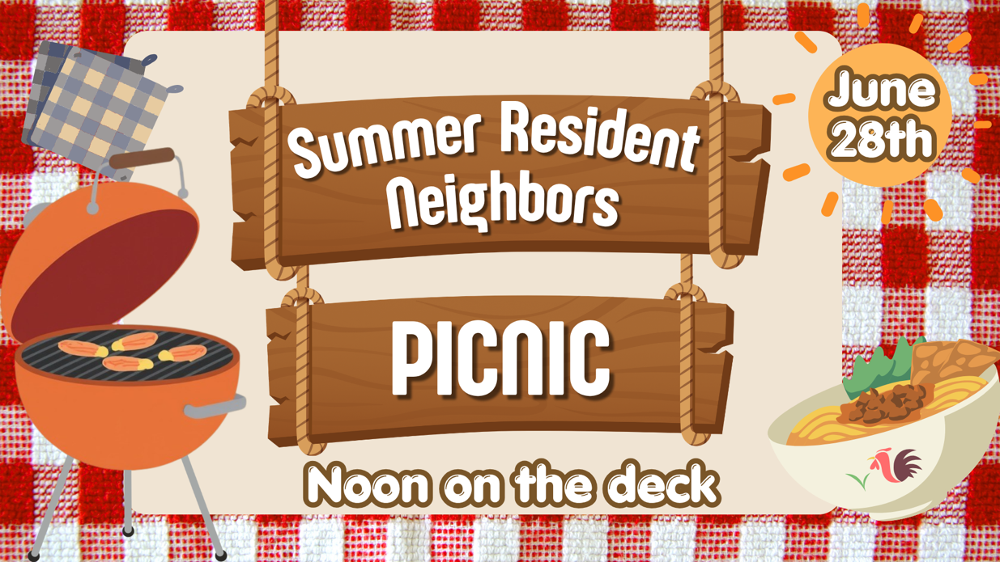 Summer Resident
Neighbors
PICNIC
June
28th
Noon on the deck